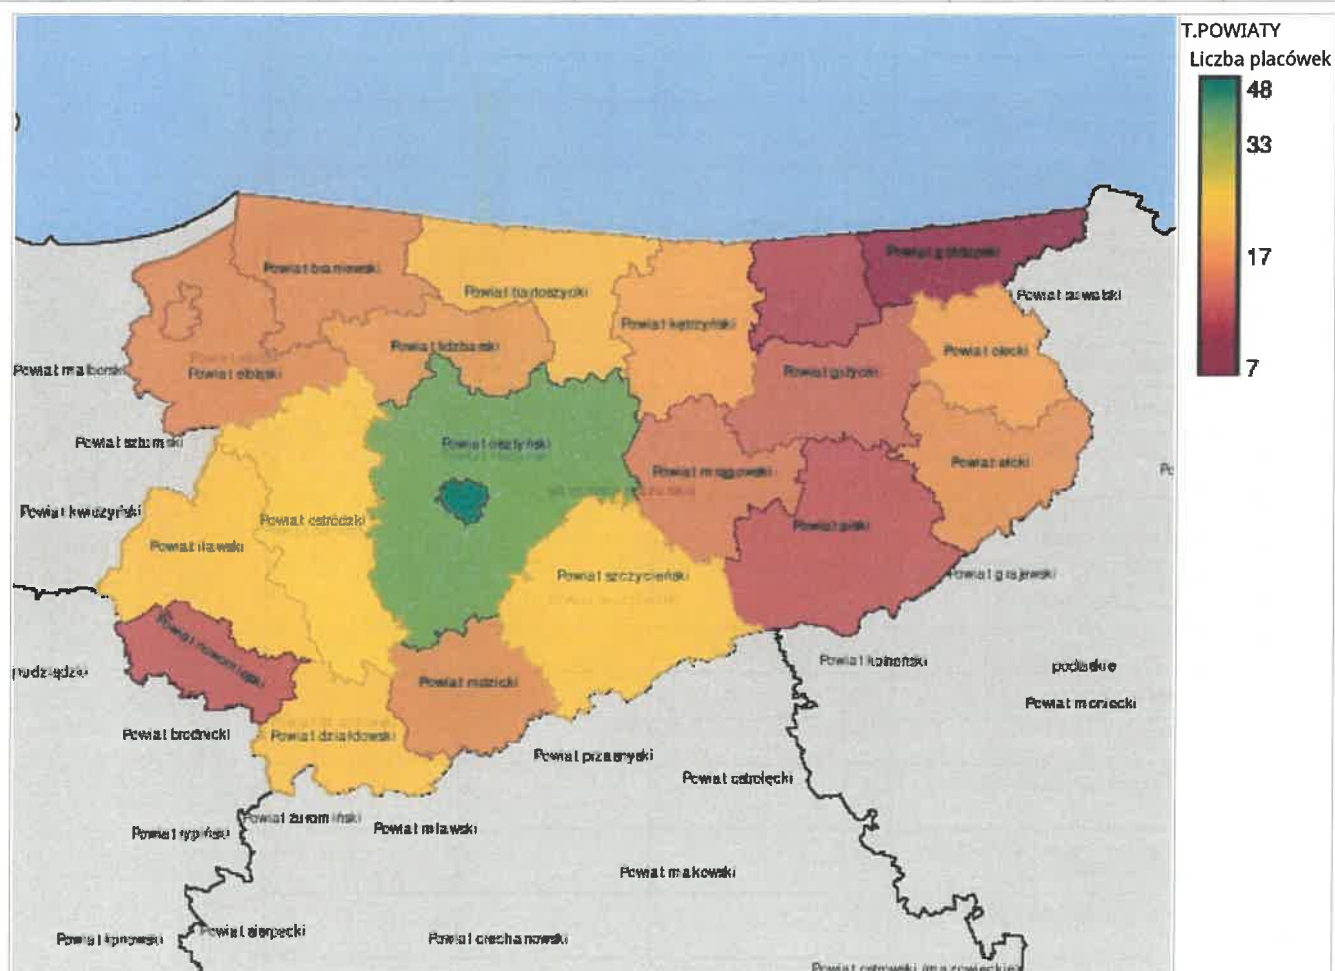 T.POWIATY
Liczba placówek
48
33
17
7
Powiat braniewski
Powiat bartoszycki
Powiat kętrzyński
Powiat gołdapski
Powiat suwalski
Powiat lidzbarski
Powiat olecki
Powiat malborski
Powiat elbląski
Powiat giżycki
Powiat sztumski
Powiat olsztyński
Powiat ełcki
Powiat mrągowski
Powiat kwidzyński
Powiat ostródzki
Powiat piski
Powiat iławski
Powiat szczycieński
Powiat grajewski
Powiat nowomiejski
Powiat kolneński
podlaskie
Powiat nidzicki
Powiat moniecki
Powiat brodnicki
Powiat działdowski
Powiat przasnyski
Powiat ostrołęcki
Powiat żuromiński
Powiat mławski
Powiat rypiński
Powiat makowski
Powiat sierpecki
Powiat lipnowski
Powiat ciechanowski
Powiat ostrowski (mazowieckie)